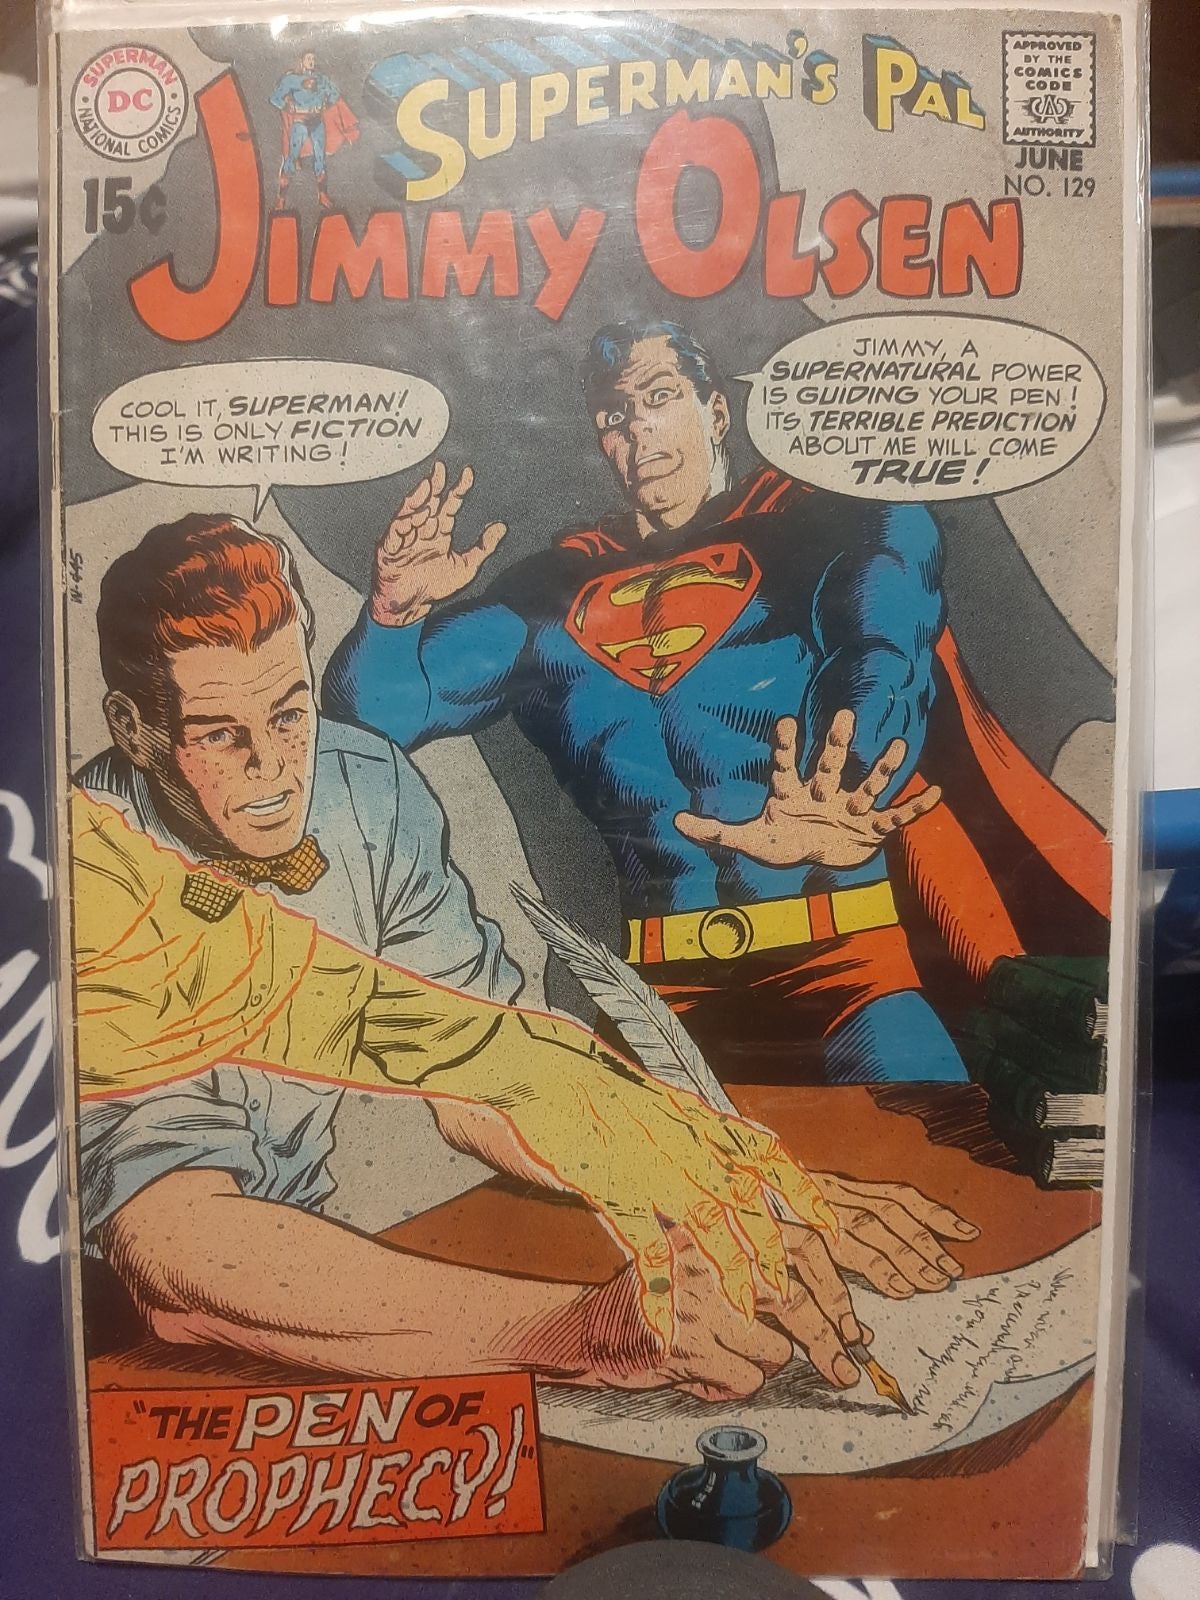 SUPERMAN
DC
NATIONAL COMICS
15¢
SUPERMAN'S PAL
JIMMY OLSEN
APPROVED
BY THE
COMICS
CODE
CA
AUTHORITY
JUNE
NO. 129
COOL IT, SUPERMAN!
THIS IS ONLY FICTION
I'M WRITING!
JIMMY, A
SUPERNATURAL POWER
IS GUIDING YOUR PEN!
ITS TERRIBLE PREDICTION
ABOUT ME WILL COME
TRUE!
W-445
"THE PEN OF
PROPHECY!"